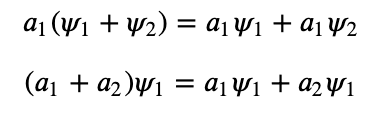 a₁(ψ₁ + ψ₂) = a₁ψ₁ + a₁ψ₂
(a₁ + a₂)ψ₁ = a₁ψ₁ + a₂ψ₁